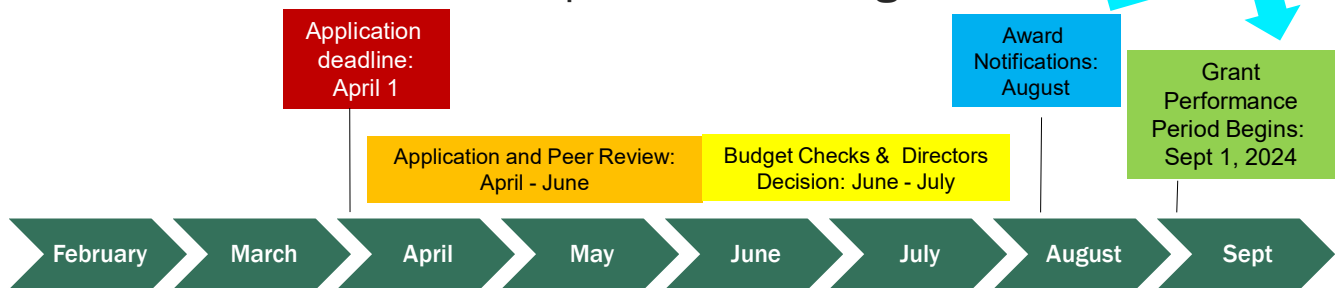 Application
deadline:
April 1
Award
Notifications:
August
Grant
Performance
Period Begins:
Sept 1, 2024
Application and Peer Review:
April - June
Budget Checks & Directors
Decision: June - July
February
March
April
May
June
July
August
Sept